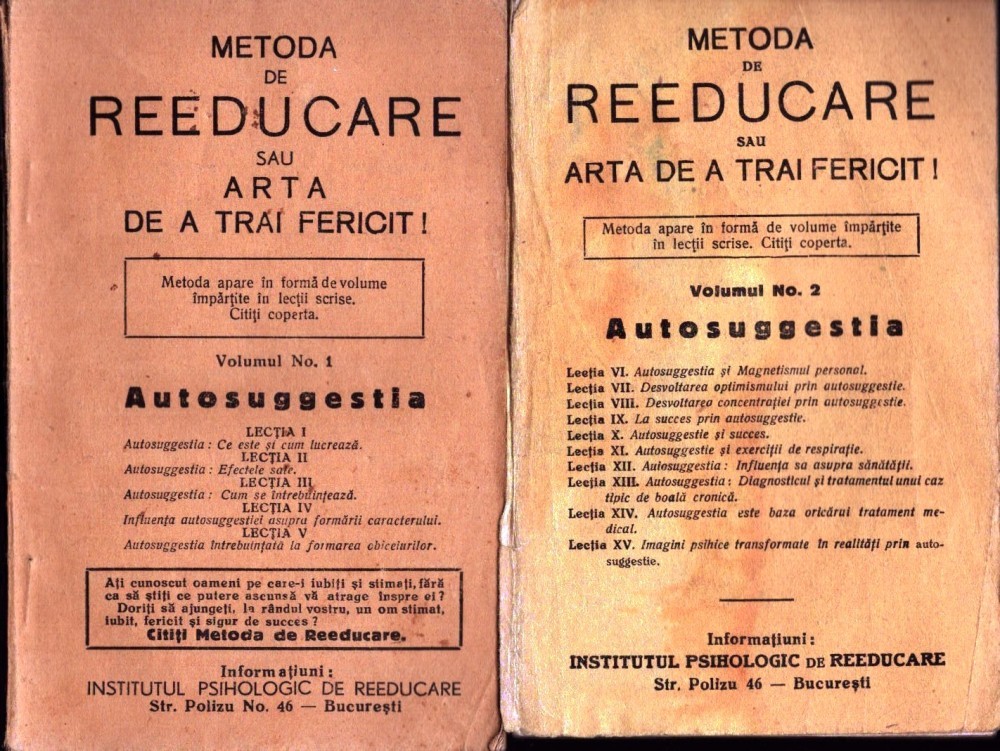 METODA
DE
REEDUCARE
SAU
ARTA
DE A TRAI FERICIT!
Metoda apare în formă de volume
împărțite în lecții scrise.
Citiți coperta.
Volumul No. 1
Autosuggestia
LECȚIA I
Autosuggestia: Ce este și cum lucrează.
LECȚIA II
Autosuggestia: Efectele sale.
LECȚIA III
Autosuggestia: Cum se întrebuințează.
LECȚIA IV
Influența autosuggestiei asupra formării caracterului.
LECȚIA V
Autosuggestia întrebuințată la formarea obiceiurilor.
Ați cunoscut oameni pe care-i iubiți și stimați, fără
ca să știți ce putere ascunsă vă atrage înspre ei?
Doriți să ajungeți, la rândul vostru, un om stimat,
iubit, fericit și sigur de succes?
Citiți Metoda de Reeducare.
Informațiuni:
INSTITUTUL PSIHOLOGIC DE REEDUCARE
Str. Polizu No. 46 — București
METODA
DE
REEDUCARE
SAU
ARTA DE A TRAI FERICIT!
Metoda apare în formă de volume împărțite
în lecții scrise. Citiți coperta.
Volumul No. 2
Autosuggestia
Lecția VI. Autosuggestia și Magnetismul personal.
Lecția VII. Desvoltarea optimismului prin autosuggestie.
Lecția VIII. Desvoltarea concentrației prin autosuggestie.
Lecția IX. La succes prin autosuggestie.
Lecția X. Autosuggestie și succes.
Lecția XI. Autosuggestie și exerciții de respirație.
Lecția XII. Autosuggestia: Influența sa asupra sănătății.
Lecția XIII. Autosuggestia: Diagnosticul și tratamentul unui caz
tipic de boală cronică.
Lecția XIV. Autosuggestia este baza oricărui tratament me-
dical.
Lecția XV. Imagini psihice transformate în realități prin auto-
suggestie.
Informațiuni:
INSTITUTUL PSIHOLOGIC DE REEDUCARE
Str. Polizu 46 — București